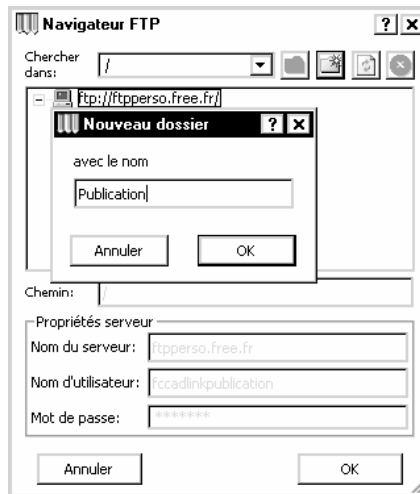 Navigateur FTP
Chercher
dans:
/
ftp://ftpperso.free.fr/
Nouveau dossier
avec le nom
Publication
Annuler
OK
Chemin:
/
Propriétés serveur
Nom du serveur:
ftpperso.free.fr
Nom d'utilisateur:
fccadlinkpublication
Mot de passe:
*******
Annuler
OK